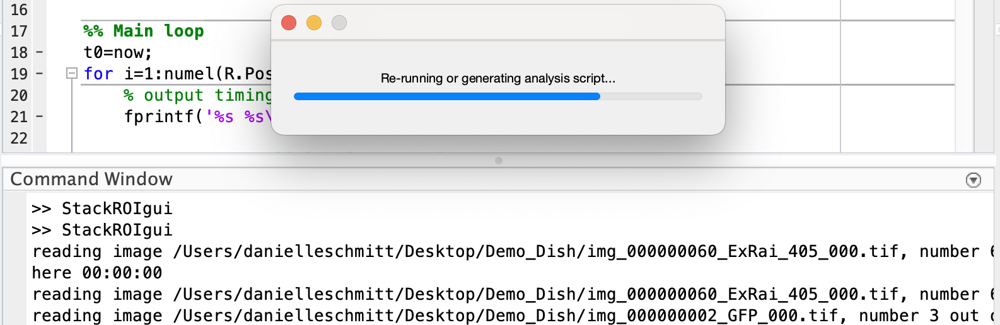 16
17 %% Main loop
18 t0=now;
19 for i=1:numel(R.Pos
20 % output timing
21 fprintf('%s %s\
22
Re-running or generating analysis script...
Command Window
>> StackROIgui
>> StackROIgui
reading image /Users/danielleschmitt/Desktop/Demo_Dish/img_000000060_ExRai_405_000.tif, number 6
here 00:00:00
reading image /Users/danielleschmitt/Desktop/Demo_Dish/img_000000060_ExRai_405_000.tif, number 6
reading image /Users/danielleschmitt/Desktop/Demo_Dish/img_000000002_GFP_000.tif, number 3 out o